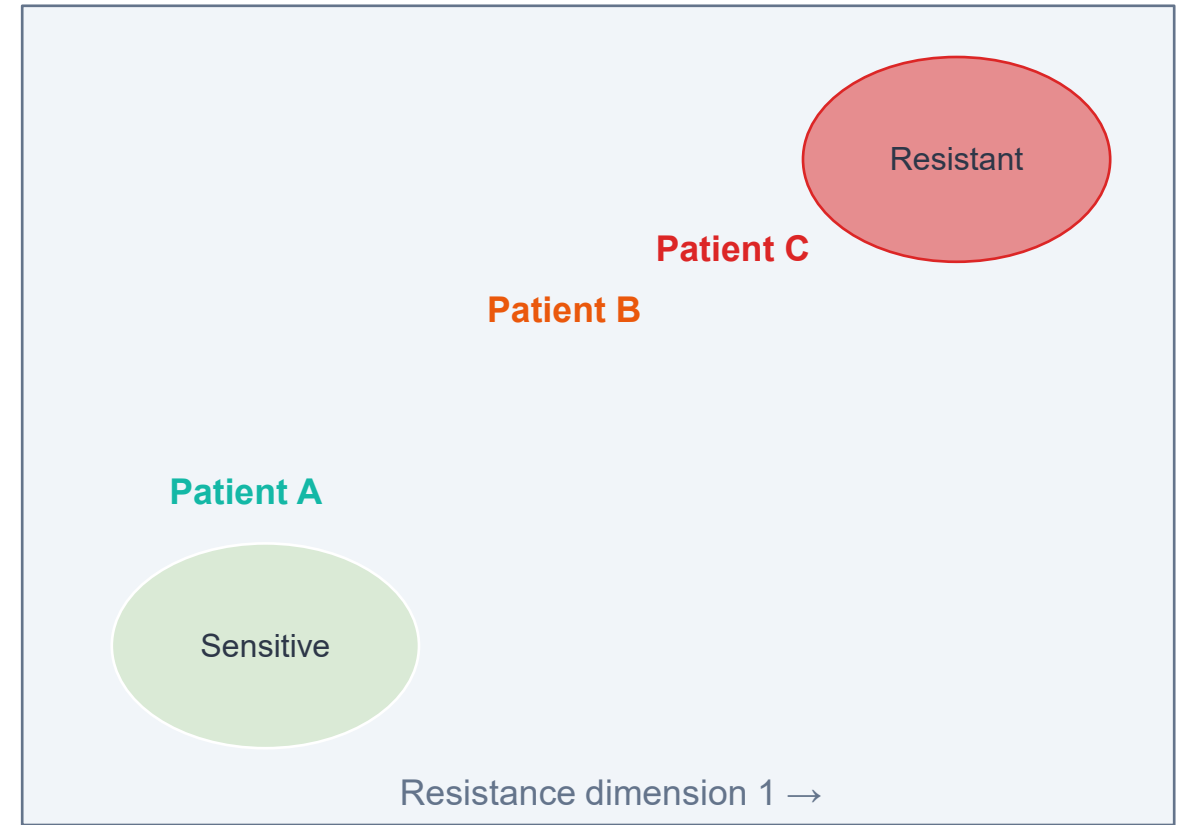 Resistant
Patient C
Patient B
Patient A
Sensitive
Resistance dimension 1 →